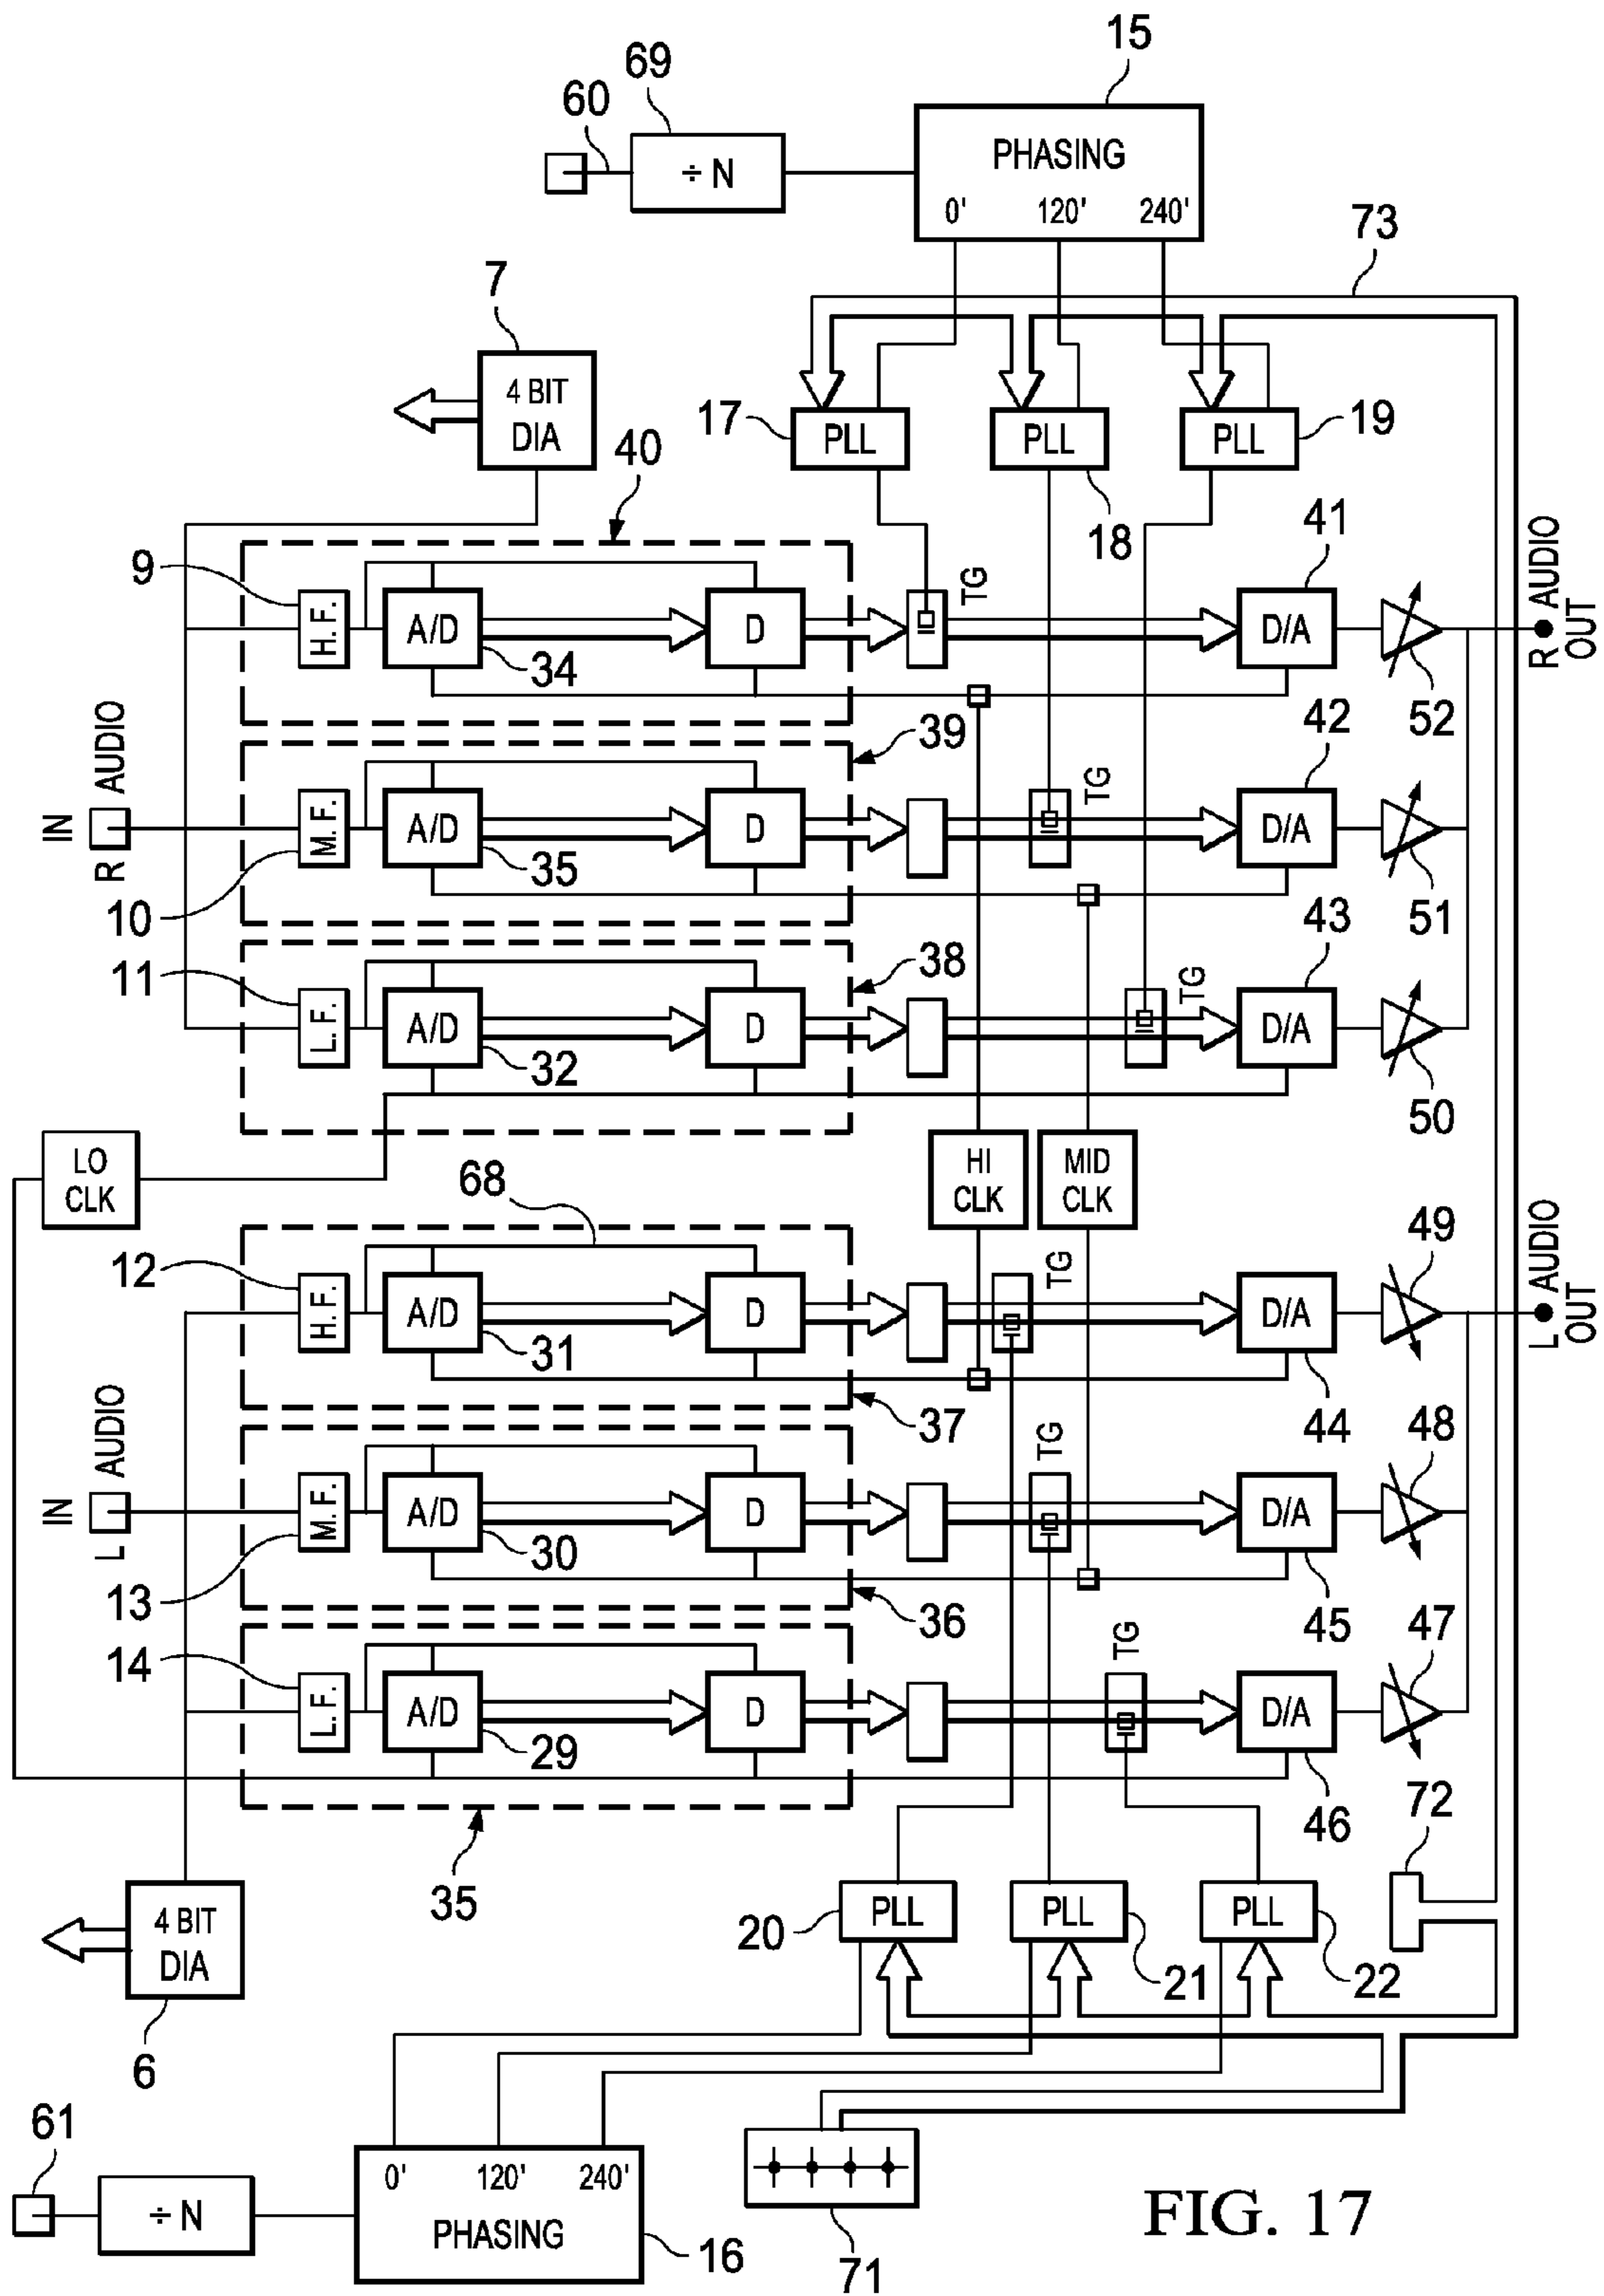 15
69
60
÷ N
PHASING
0' 120' 240'
73
7
4 BIT
DIA
17
PLL
PLL
PLL
19
40
18
41
9
H.F.
A/D
D
TG
D/A
R AUDIO
OUT
34
52
39
42
IN
R AUDIO
M.F.
A/D
D
TG
D/A
10
35
51
43
11
38
L.F.
A/D
D
TG
D/A
32
50
LO
CLK
HI
CLK
MID
CLK
68
49
12
H.F.
A/D
D
TG
D/A
L AUDIO
OUT
31
37
44
48
IN
L AUDIO
M.F.
A/D
D
TG
D/A
13
30
36
45
47
14
L.F.
A/D
D
TG
D/A
29
46
72
35
4 BIT
DIA
20
PLL
PLL
PLL
21
22
6
61
÷ N
0' 120' 240'
PHASING
16
71
FIG. 17